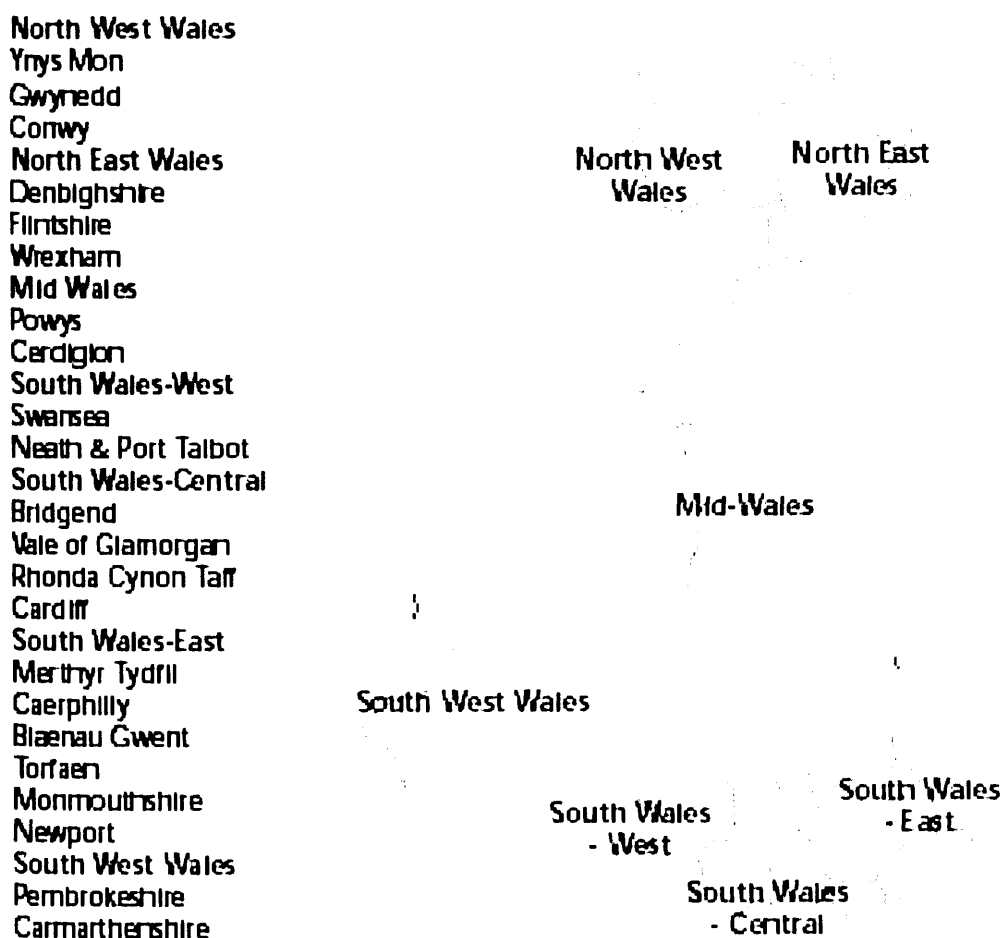 North West Wales
Ynys Mon
Gwynedd
Conwy
North East Wales
Denbighshire
Flintshire
Wrexham
Mid Wales
Powys
Cerdigion
South Wales-West
Swansea
Neath & Port Talbot
South Wales-Central
Bridgend
Vale of Glamorgan
Rhonda Cynon Taff
Cardiff
South Wales-East
Merthyr Tydfil
Caerphilly
Blaenau Gwent
Torfaen
Monmouthshire
Newport
South West Wales
Pembrokeshire
Carmarthenshire
North West
Wales
North East
Wales
Mid-Wales
South West Wales
South Wales
- West
South Wales
- East
South Wales
- Central